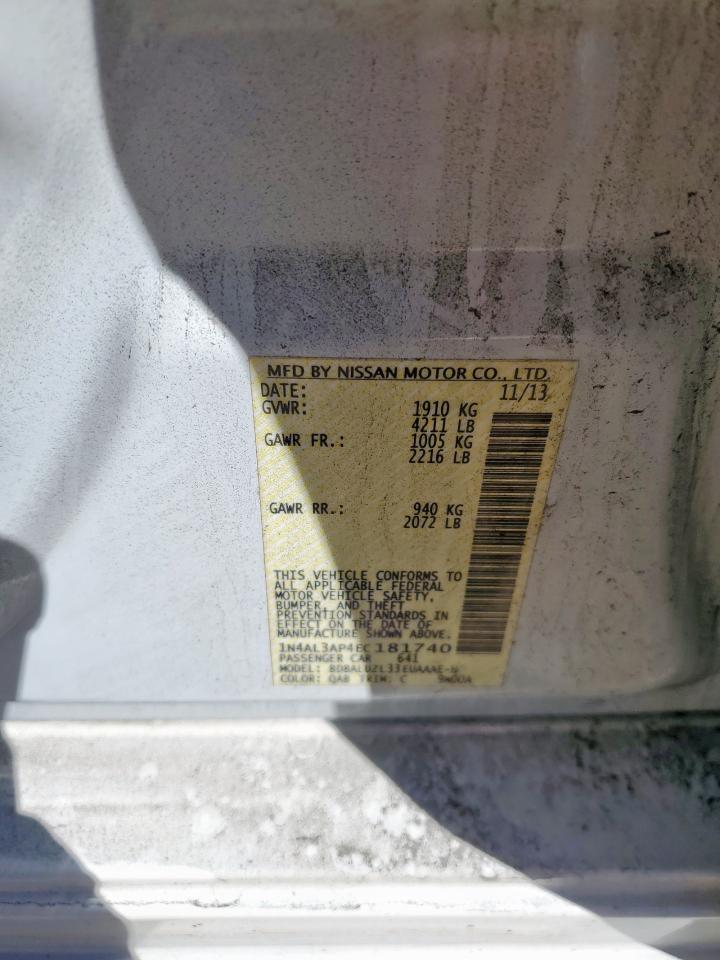 MFD BY NISSAN MOTOR CO., LTD.
DATE: 11/13
GVWR: 1910 KG
4211 LB
GAWR FR.: 1005 KG
2216 LB
GAWR RR.: 940 KG
2072 LB
THIS VEHICLE CONFORMS TO
ALL APPLICABLE FEDERAL
MOTOR VEHICLE SAFETY,
BUMPER, AND THEFT
PREVENTION STANDARDS IN
EFFECT ON THE DATE OF
MANUFACTURE SHOWN ABOVE.
1N4AL3AP4EC181740
PASSENGER CAR 641
MODEL:
COLOR: QAB TRIM: C